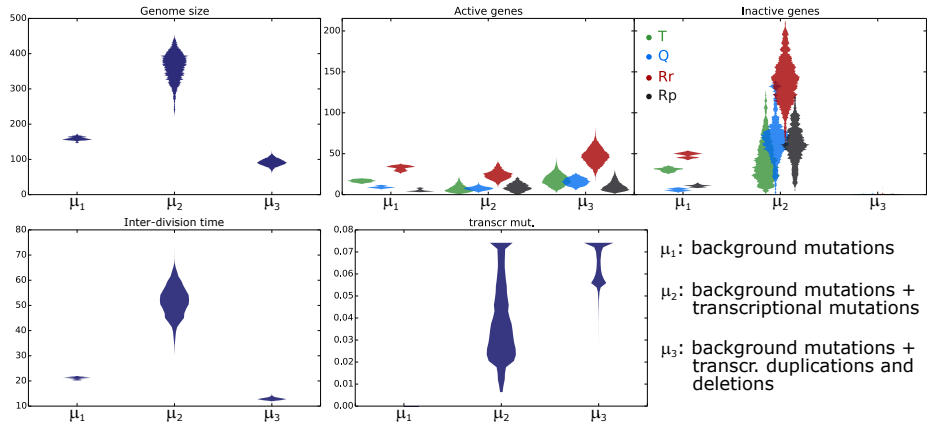 Genome size
500
400
300
200
100
0
μ1 μ2 μ3
Active genes
200
150
100
50
0
μ1 μ2 μ3
Inactive genes
T
Q
Rr
Rp
μ1 μ2 μ3
Inter-division time
80
70
60
50
40
30
20
10
μ1 μ2 μ3
transcr mut.
0.08
0.07
0.06
0.05
0.04
0.03
0.02
0.01
0.00
μ1 μ2 μ3
μ1: background mutations
μ2: background mutations +
transcriptional mutations
μ3: background mutations +
transcr. duplications and
deletions